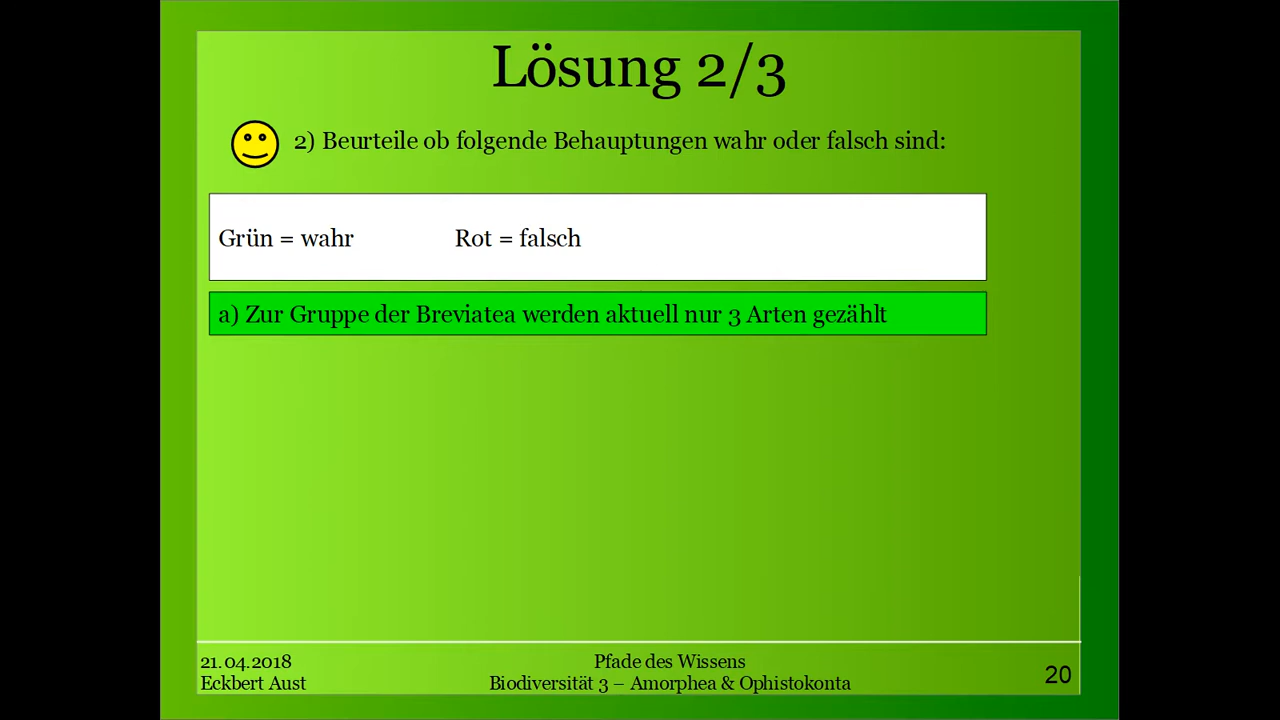 Lösung 2/3
2) Beurteile ob folgende Behauptungen wahr oder falsch sind:
Grün = wahr Rot = falsch
a) Zur Gruppe der Breviatea werden aktuell nur 3 Arten gezählt
21.04.2018
Eckbert Aust
Pfade des Wissens
Biodiversität 3 – Amorphea & Ophistokonta
20